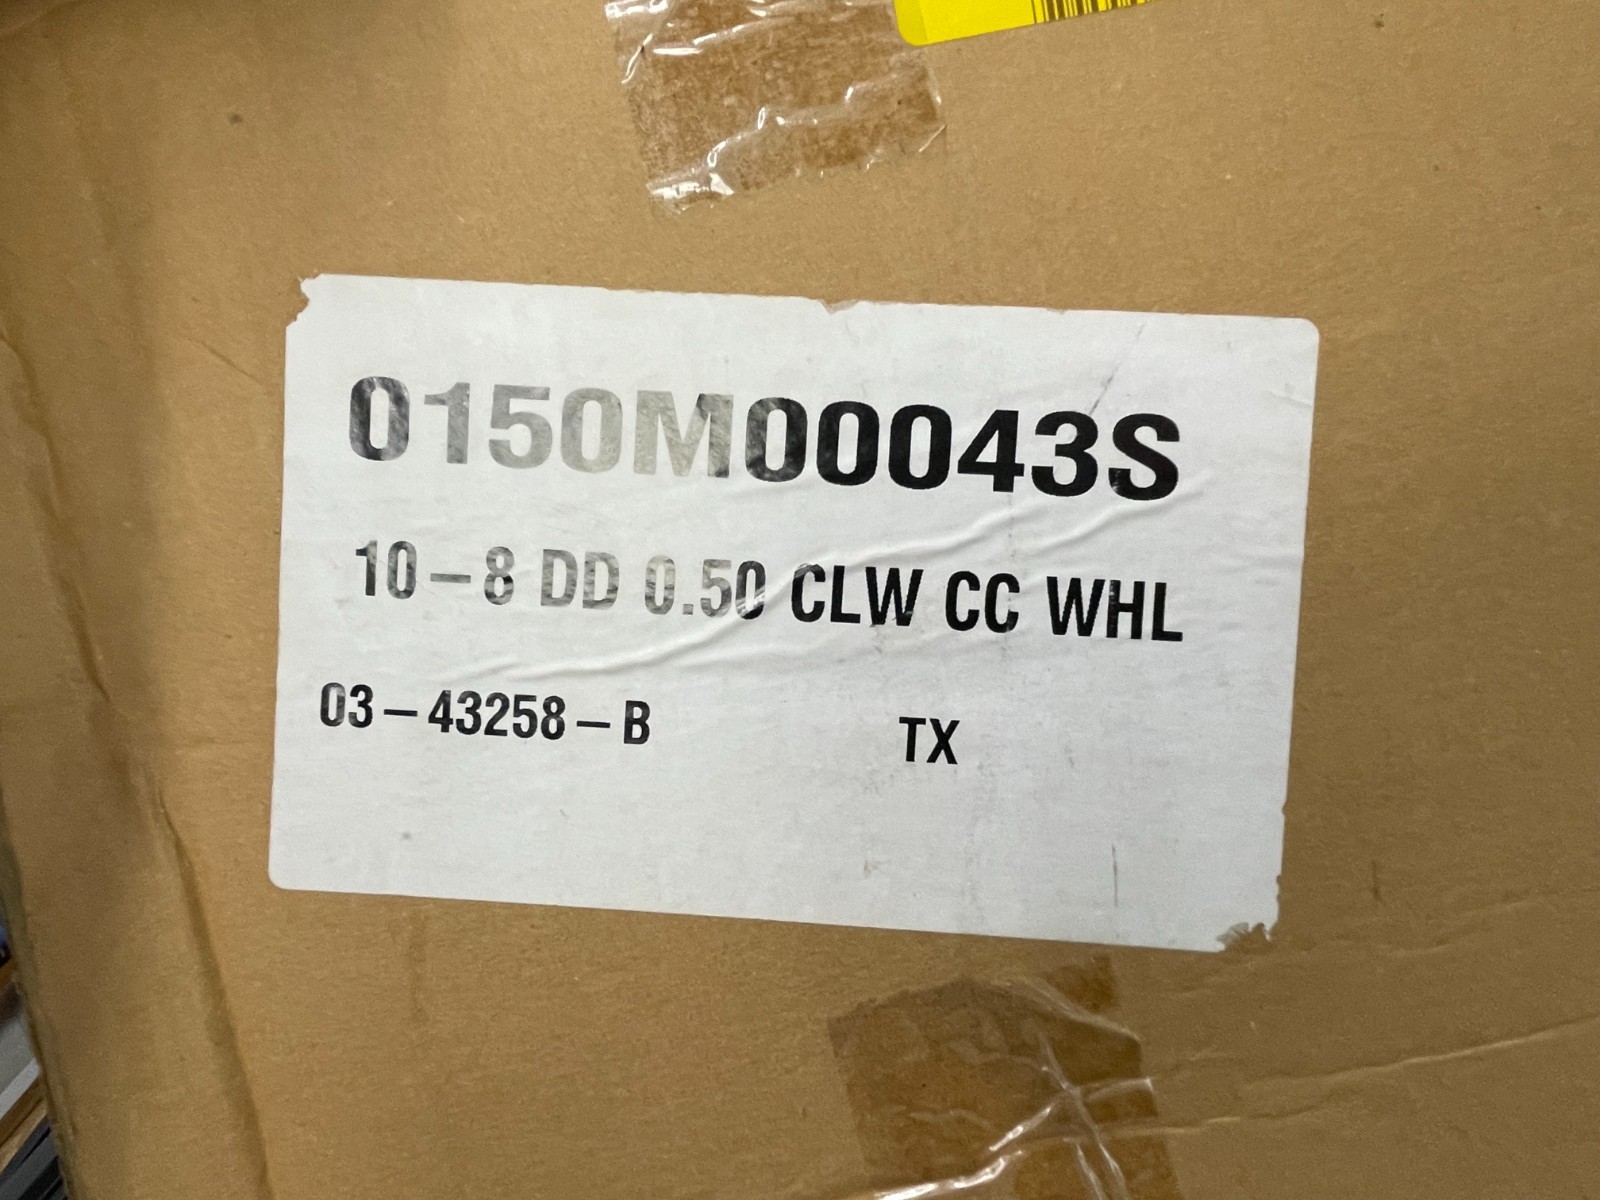 0150M00043S
10-8 DD 0.50 CLW CC WHL
03-43258-B TX